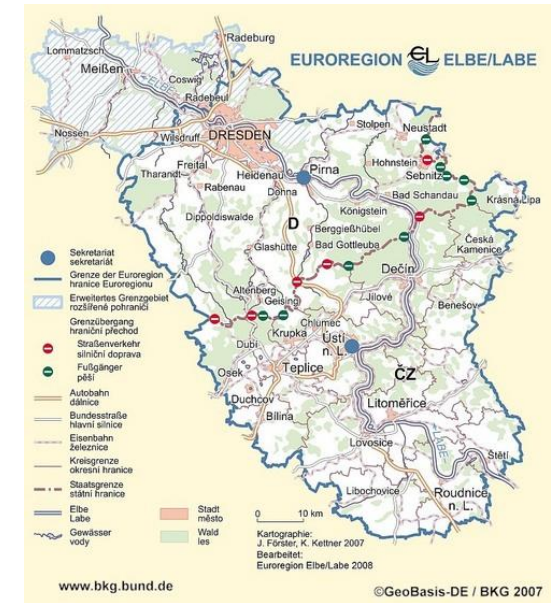 EUROREGION EL ELBE/LABE
Radeburg
Lommatzsch
Meißen
ELBE
Coswig
Radebeul
Nossen
Wilsdruff
DRESDEN
Stolpen
Neustadt
Hohnstein
Sebnitz
Freital
Tharandt
Heidenau
Pirna
Rabenau
Dohna
Bad Schandau
Krásná Lípa
Königstein
Dippoldiswalde
D
Berggießhübel
Bad Gottleuba
Glashütte
Česká
Kamenice
Děčín
Altenberg
Geising
Jílové
Benešov
Chlumec
Krupka
Dubí
Ústí
n. L.
Osek
Teplice
ČZ
Duchcov
Bílina
Litoměřice
Lovosice
LABE
Štětí
Libochovice
Roudnice
n. L.
Sekretariat
sekretariát
Grenze der Euroregion
hranice Euroregionu
Erweitertes Grenzgebiet
rozšířené pohraničí
Grenzübergang
hraniční přechod
Straßenverkehr
silniční doprava
Fußgänger
pěší
Autobahn
dálnice
Bundesstraße
hlavní silnice
Eisenbahn
železnice
Kreisgrenze
okresní hranice
Staatsgrenze
státní hranice
Elbe
Labe
Gewässer
vody
Stadt
město
Wald
les
0 10 km
Kartographie:
J. Förster, K. Kettner 2007
Bearbeitet:
Euroregion Elbe/Labe 2008
www.bkg.bund.de
©GeoBasis-DE / BKG 2007